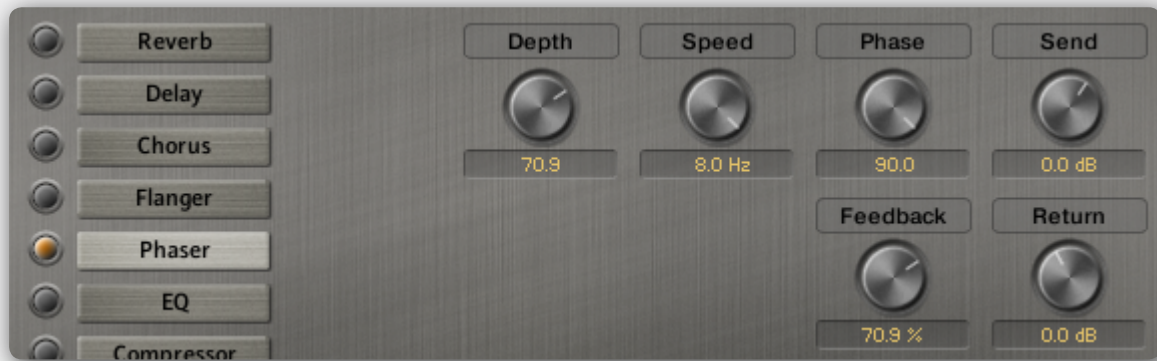 Reverb
Delay
Chorus
Flanger
Phaser
EQ
Compressor
Depth Speed Phase Send
70.9 8.0 Hz 90.0 0.0 dB
Feedback Return
70.9 % 0.0 dB